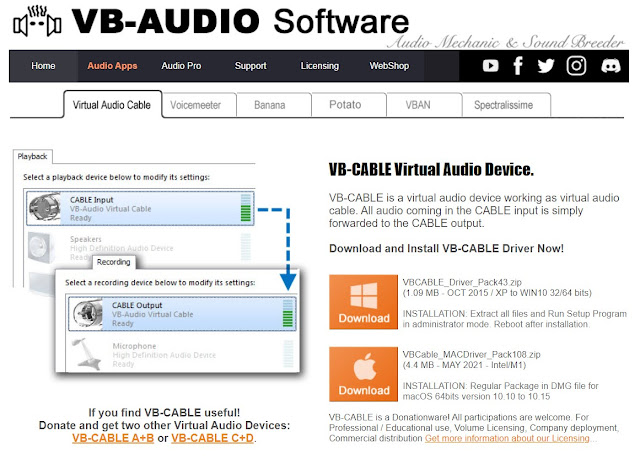 VB-AUDIO Software
Audio Mechanic & Sound Breeder
Home Audio Apps Audio Pro Support Licensing WebShop
Virtual Audio Cable Voicemeeter Banana Potato VBAN Spectralissime
Playback
Select a playback device below to modify its settings:
CABLE Input
VB-Audio Virtual Cable
Ready
Speakers
High Definition Audio Device
Ready
Recording
Select a recording device below to modify its settings:
CABLE Output
VB-Audio Virtual Cable
Ready
Microphone
High Definition Audio Device
Ready
If you find VB-CABLE useful!
Donate and get two other Virtual Audio Devices:
VB-CABLE A+B or VB-CABLE C+D.
VB-CABLE Virtual Audio Device.
VB-CABLE is a virtual audio device working as virtual audio
cable. All audio coming in the CABLE input is simply
forwarded to the CABLE output.
Download and Install VB-CABLE Driver Now!
Download
VBCABLE_Driver_Pack43.zip
(1.09 MB - OCT 2015 / XP to WIN10 32/64 bits)
INSTALLATION: Extract all files and Run Setup Program
in administrator mode. Reboot after installation.
Download
VBCable_MACDriver_Pack108.zip
(4.4 MB - MAY 2021 - Intel/M1)
INSTALLATION: Regular Package in DMG file for
macOS 64bits version 10.10 to 10.15
VB-CABLE is a Donationware! All participations are welcome. For
Professional / Educational use, Volume Licensing, Company deployment,
Commercial distribution Get more information about our Licensing...